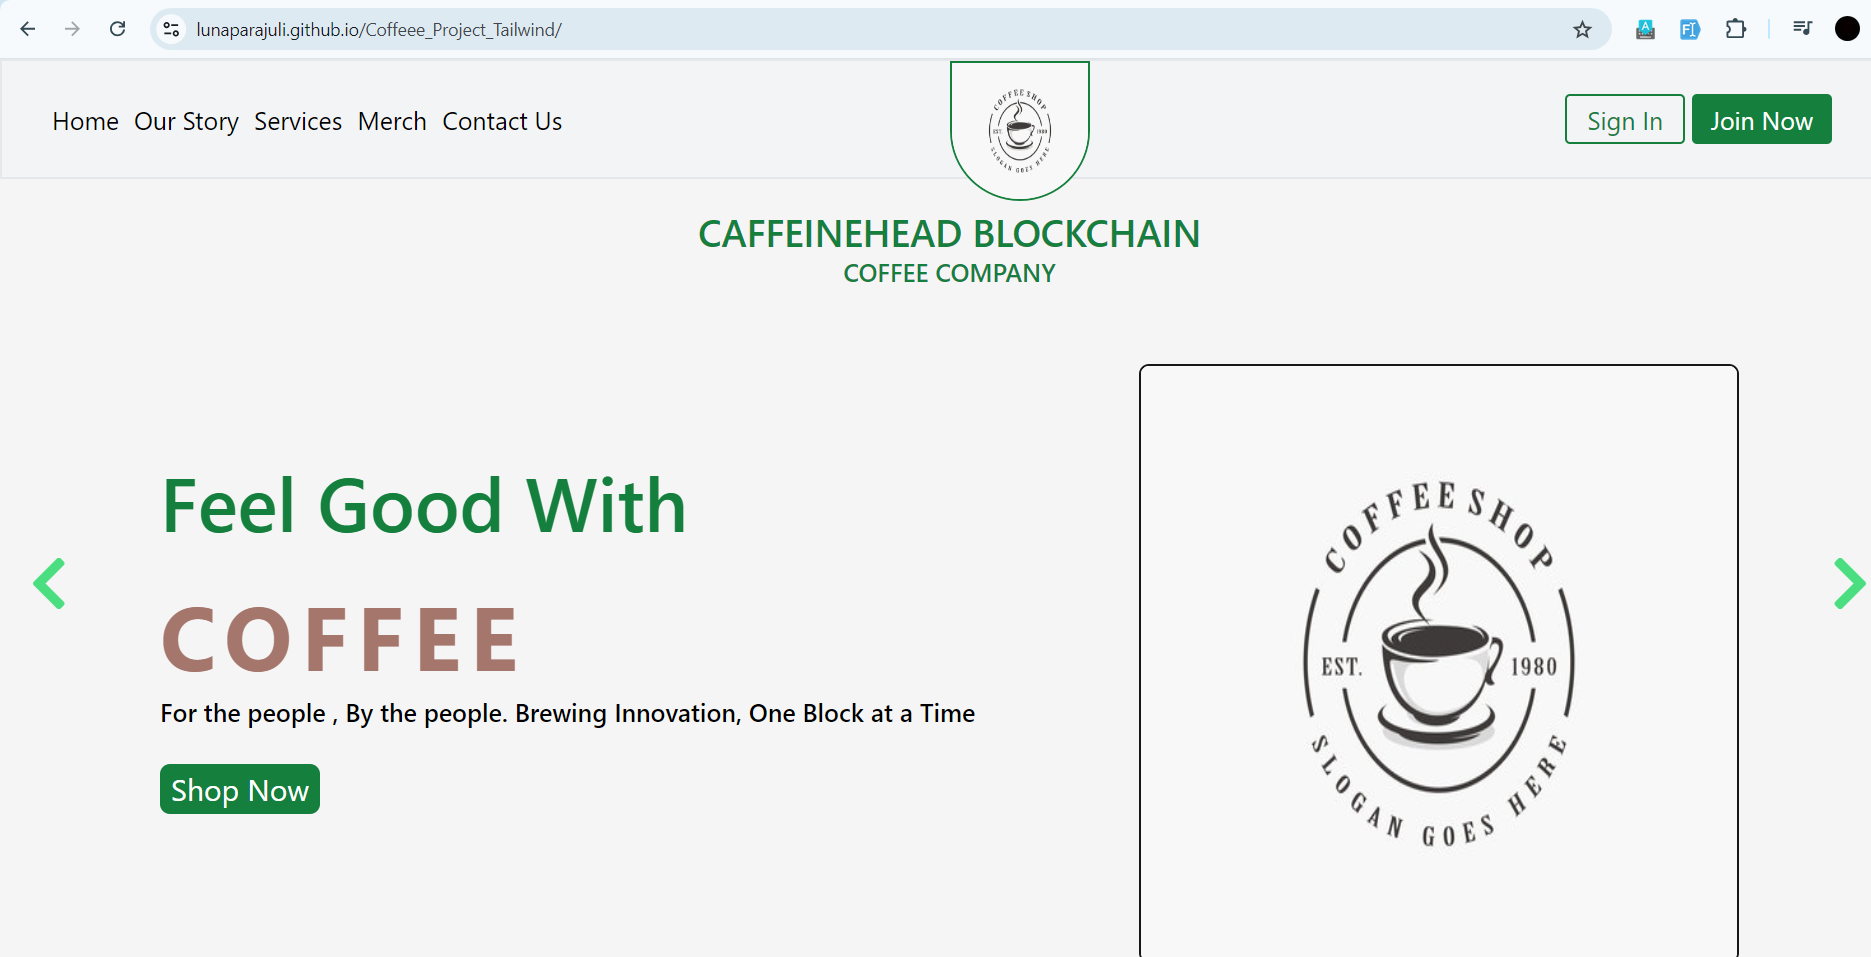 lunaparajuli.github.io/Coffeee_Project_Tailwind/
Home Our Story Services Merch Contact Us
COFFEE SHOP
EST. 1980
SLOGAN GOES HERE
Sign In Join Now
CAFFEINEHEAD BLOCKCHAIN
COFFEE COMPANY
Feel Good With
COFFEE
For the people , By the people. Brewing Innovation, One Block at a Time
Shop Now
COFFEE SHOP
EST. 1980
SLOGAN GOES HERE